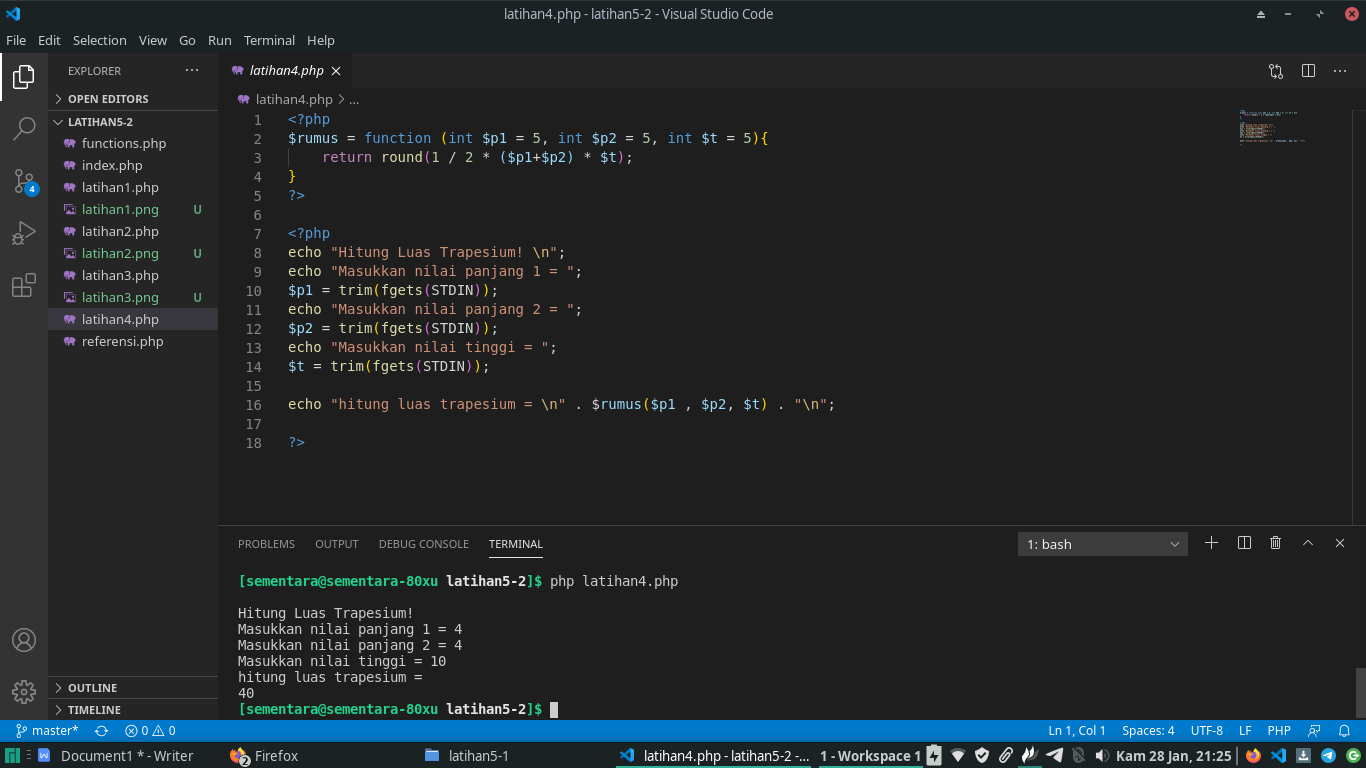 latihan4.php - latihan5-2 - Visual Studio Code
File Edit Selection View Go Run Terminal Help
EXPLORER ...
OPEN EDITORS
LATIHAN5-2
functions.php
index.php
latihan1.php
latihan1.png U
latihan2.php
latihan2.png U
latihan3.php
latihan3.png U
latihan4.php
referensi.php
OUTLINE
TIMELINE
4
latihan4.php
latihan4.php > ...
1 <?php
2 $rumus = function (int $p1 = 5, int $p2 = 5, int $t = 5){
3     return round(1 / 2 * ($p1+$p2) * $t);
4 }
5 ?>
6
7 <?php
8 echo "Hitung Luas Trapesium! \n";
9 echo "Masukkan nilai panjang 1 = ";
10 $p1 = trim(fgets(STDIN));
11 echo "Masukkan nilai panjang 2 = ";
12 $p2 = trim(fgets(STDIN));
13 echo "Masukkan nilai tinggi = ";
14 $t = trim(fgets(STDIN));
15
16 echo "hitung luas trapesium = \n" . $rumus($p1 , $p2, $t) . "\n";
17
18 ?>
PROBLEMS OUTPUT DEBUG CONSOLE TERMINAL 1: bash
[sementara@sementara-80xu latihan5-2]$ php latihan4.php
Hitung Luas Trapesium!
Masukkan nilai panjang 1 = 4
Masukkan nilai panjang 2 = 4
Masukkan nilai tinggi = 10
hitung luas trapesium =
40
[sementara@sementara-80xu latihan5-2]$
master* 0 0 Ln 1, Col 1 Spaces: 4 UTF-8 LF PHP
Document1 * - Writer 2 Firefox latihan5-1 latihan4.php - latihan5-2 -... 1 - Workspace 1 Kam 28 Jan, 21:25